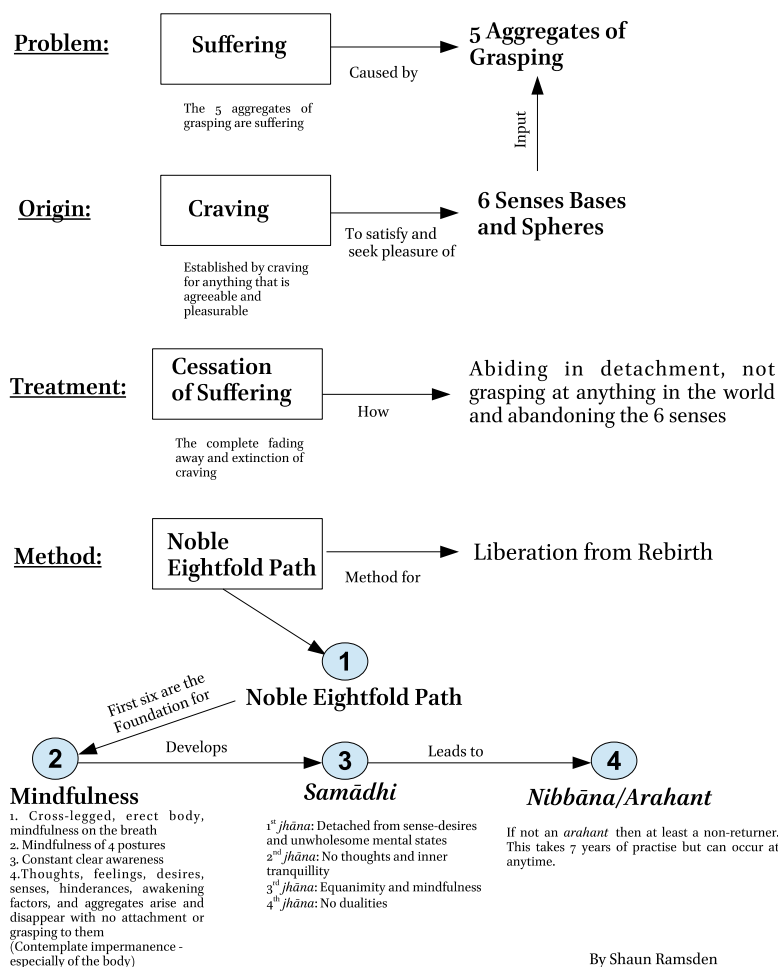 Problem:
Suffering
Caused by
5 Aggregates of
Grasping
The 5 aggregates of
grasping are suffering
Input
Origin:
Craving
To satisfy and
seek pleasure of
6 Senses Bases
and Spheres
Established by craving
for anything that is
agreeable and
pleasurable
Treatment:
Cessation
of Suffering
How
Abiding in detachment, not
grasping at anything in the world
and abandoning the 6 senses
The complete fading
away and extinction of
craving
Method:
Noble
Eightfold Path
Method for
Liberation from Rebirth
1
Noble Eightfold Path
First six are the
Foundation for
2
Develops
3
Leads to
4
Mindfulness
1. Cross-legged, erect body,
mindfulness on the breath
2. Mindfulness of 4 postures
3. Constant clear awareness
4.Thoughts, feelings, desires,
senses, hinderances, awakening
factors, and aggregates arise and
disappear with no attachment or
grasping to them
(Contemplate impermanence -
especially of the body)
Samādhi
1st jhāna: Detached from sense-desires
and unwholesome mental states
2nd jhāna: No thoughts and inner
tranquillity
3rd jhāna: Equanimity and mindfulness
4th jhāna: No dualities
Nibbāna/Arahant
If not an arahant then at least a non-returner.
This takes 7 years of practise but can occur at
anytime.
By Shaun Ramsden